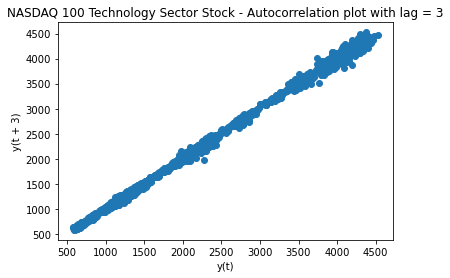 NASDAQ 100 Technology Sector Stock - Autocorrelation plot with lag = 3
4500
4000
3500
3000
2500
2000
1500
1000
500
y(t + 3)
500 1000 1500 2000 2500 3000 3500 4000 4500
y(t)